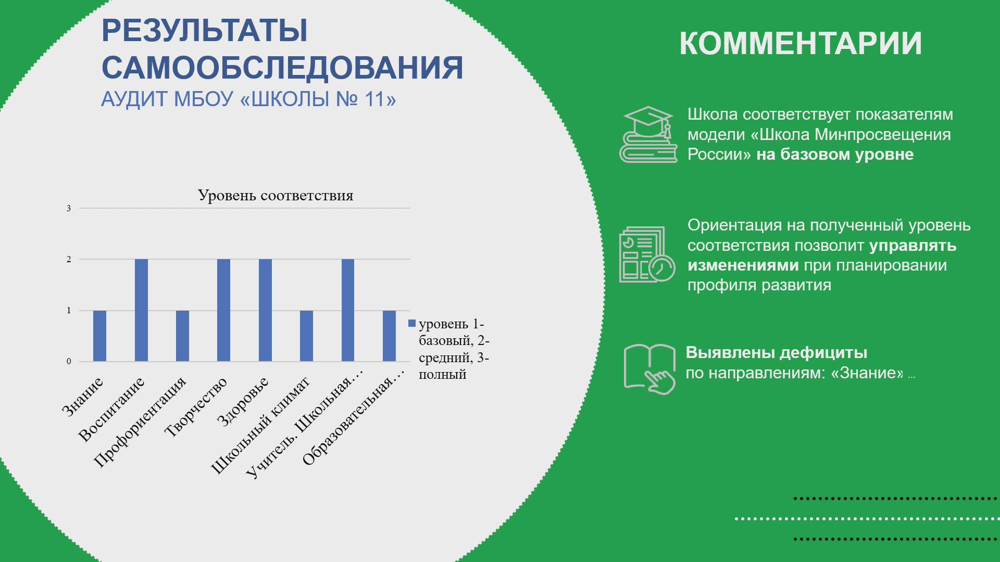 РЕЗУЛЬТАТЫ
САМООБСЛЕДОВАНИЯ
АУДИТ МБОУ «ШКОЛЫ № 11»
Уровень соответствия
3
2
1
0
Знание
Воспитание
Профориентация
Творчество
Здоровье
Школьный климат
Учитель. Школьная…
Образовательная…
уровень 1-
базовый, 2-
средний, 3-
полный
КОММЕНТАРИИ
Школа соответствует показателям
модели «Школа Минпросвещения
России» на базовом уровне
Ориентация на полученный уровень
соответствия позволит управлять
изменениями при планировании
профиля развития
Выявлены дефициты
по направлениям: «Знание» ...